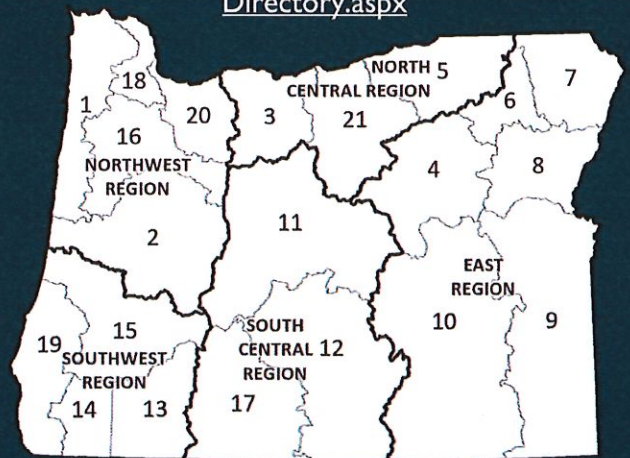 Directory.aspx
NORTH 5
CENTRAL REGION
7
18
1
20
3
21
6
16
NORTHWEST
REGION
4
8
2
11
EAST
REGION
10
9
19
15
SOUTHWEST
REGION
14
13
SOUTH
CENTRAL 12
REGION
17